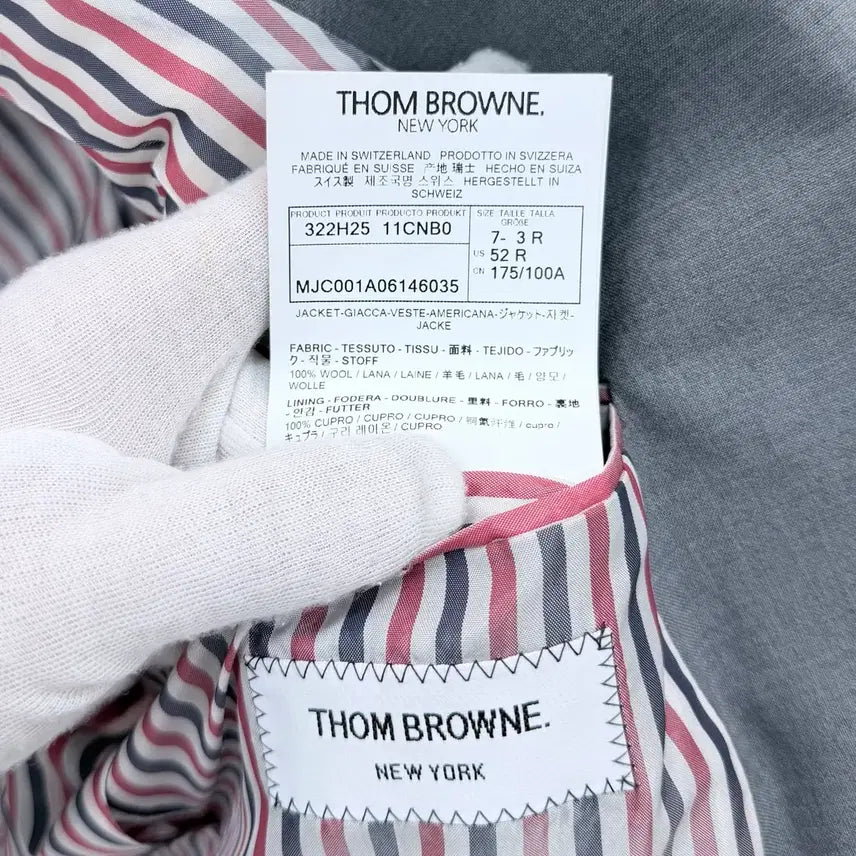 THOM BROWNE.
NEW YORK
MADE IN SWITZERLAND PRODOTTO IN SVIZZERA
FABRIQUÉ EN SUISSE 产地 瑞士 HECHO EN SUIZA
スイス製 제조국명 스위스 HERGESTELLT IN
SCHWEIZ
PRODUCT PRODUIT PRODUCTO PRODUKT
322H25 11CNB0
MJC001A06146035
SIZE TAILLE TALLA
GRÖßE
7- 3 R
US 52 R
CN 175/100A
JACKET-GIACCA-VESTE-AMERICANA-ジャケット-자켓-
JACKE
FABRIC - TESSUTO - TISSU - 面料 - TEJIDO - ファブリッ
ク - 직물 - STOFF
100% WOOL / LANA / LAINE / 羊毛 / LANA / 毛 / 양모 /
WOLLE
LINING - FODERA - DOUBLURE - 里料 - FORRO - 裏地
- 안감 - FUTTER
100% CUPRO / CUPRO / CUPRO / 铜氨纤维 / cupro /
キュプラ / 구리 레이온 / CUPRO
THOM BROWNE.
NEW YORK